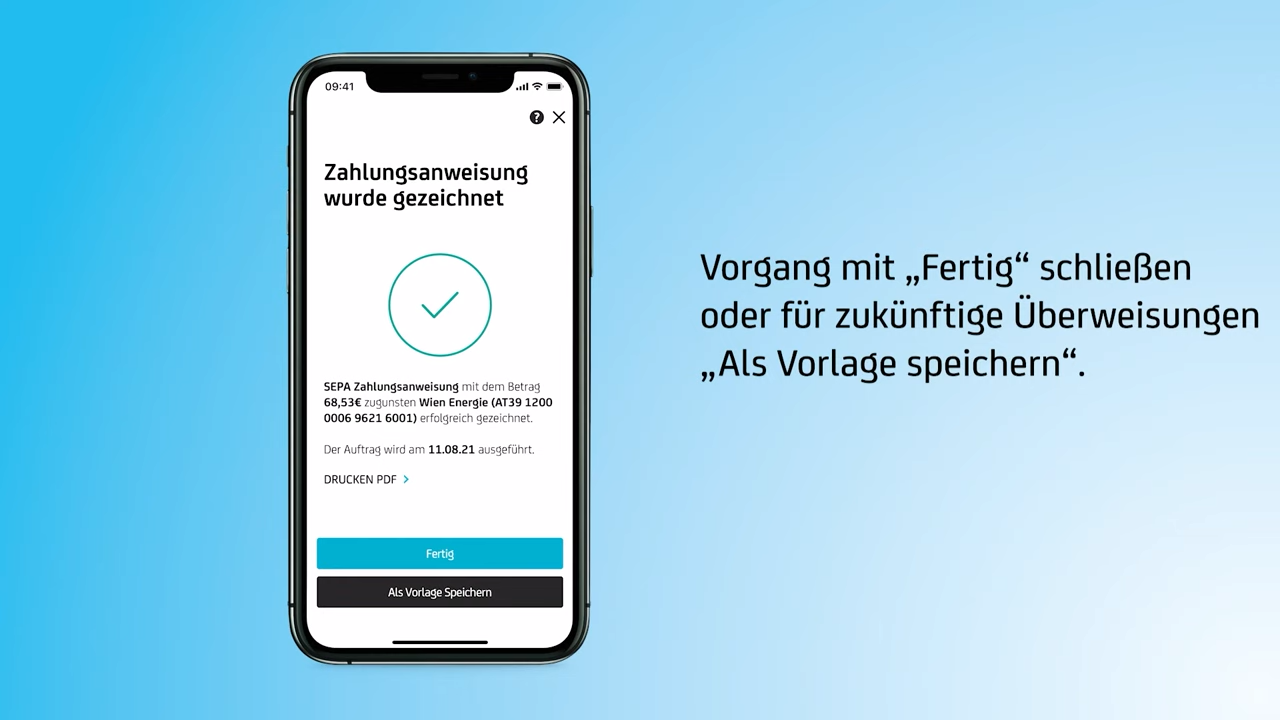 09:41
Zahlungsanweisung
wurde gezeichnet
SEPA Zahlungsanweisung mit dem Betrag
68,53€ zugunsten Wien Energie (AT39 1200
0006 9621 6001) erfolgreich gezeichnet.
Der Auftrag wird am 11.08.21 ausgeführt.
DRUCKEN PDF
Fertig
Als Vorlage Speichern
Vorgang mit „Fertig“ schließen
oder für zukünftige Überweisungen
„Als Vorlage speichern“.